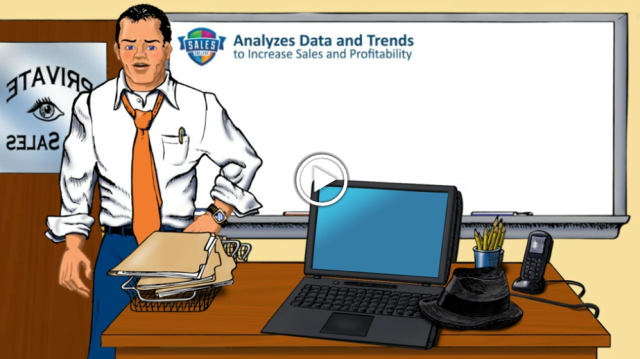 PRIVATE
SALES
SALES
Analyzes Data and Trends
to Increase Sales and Profitability